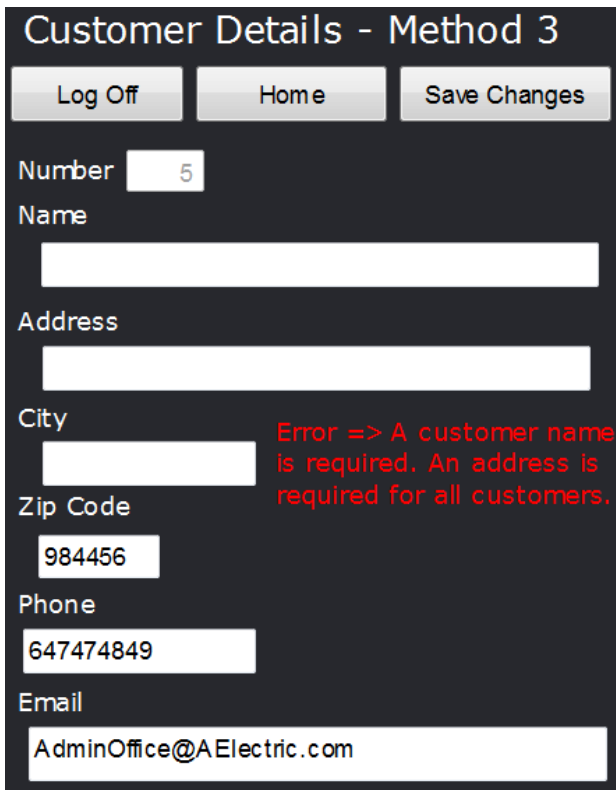 Customer Details - Method 3
Log Off Home Save Changes
Number 5
Name
Address
City
Error => A customer name
is required. An address is
required for all customers.
Zip Code
984456
Phone
647474849
Email
AdminOffice@AElectric.com